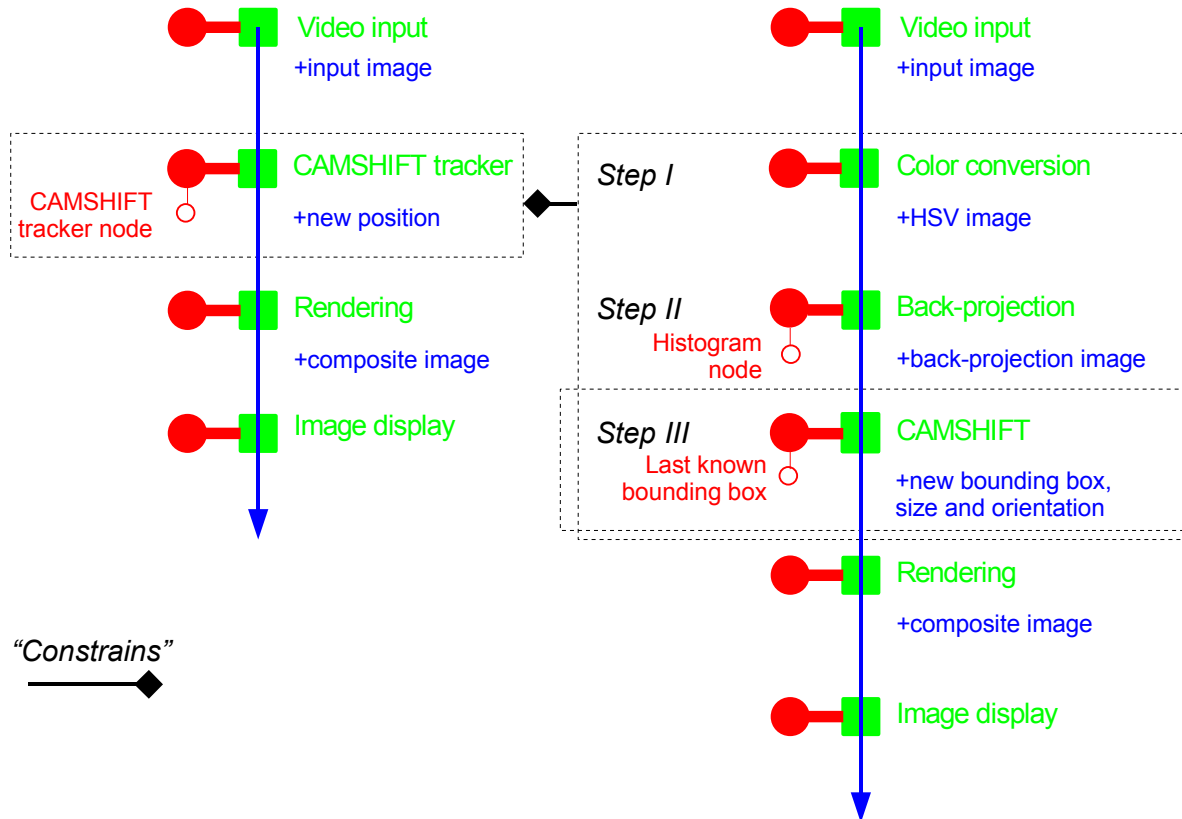 Video input
+input image
CAMSHIFT tracker
CAMSHIFT
tracker node
+new position
Rendering
+composite image
Image display
“Constrains”
Video input
+input image
Step I
Color conversion
+HSV image
Step II
Back-projection
Histogram
node
+back-projection image
Step III
CAMSHIFT
Last known
bounding box
+new bounding box,
size and orientation
Rendering
+composite image
Image display